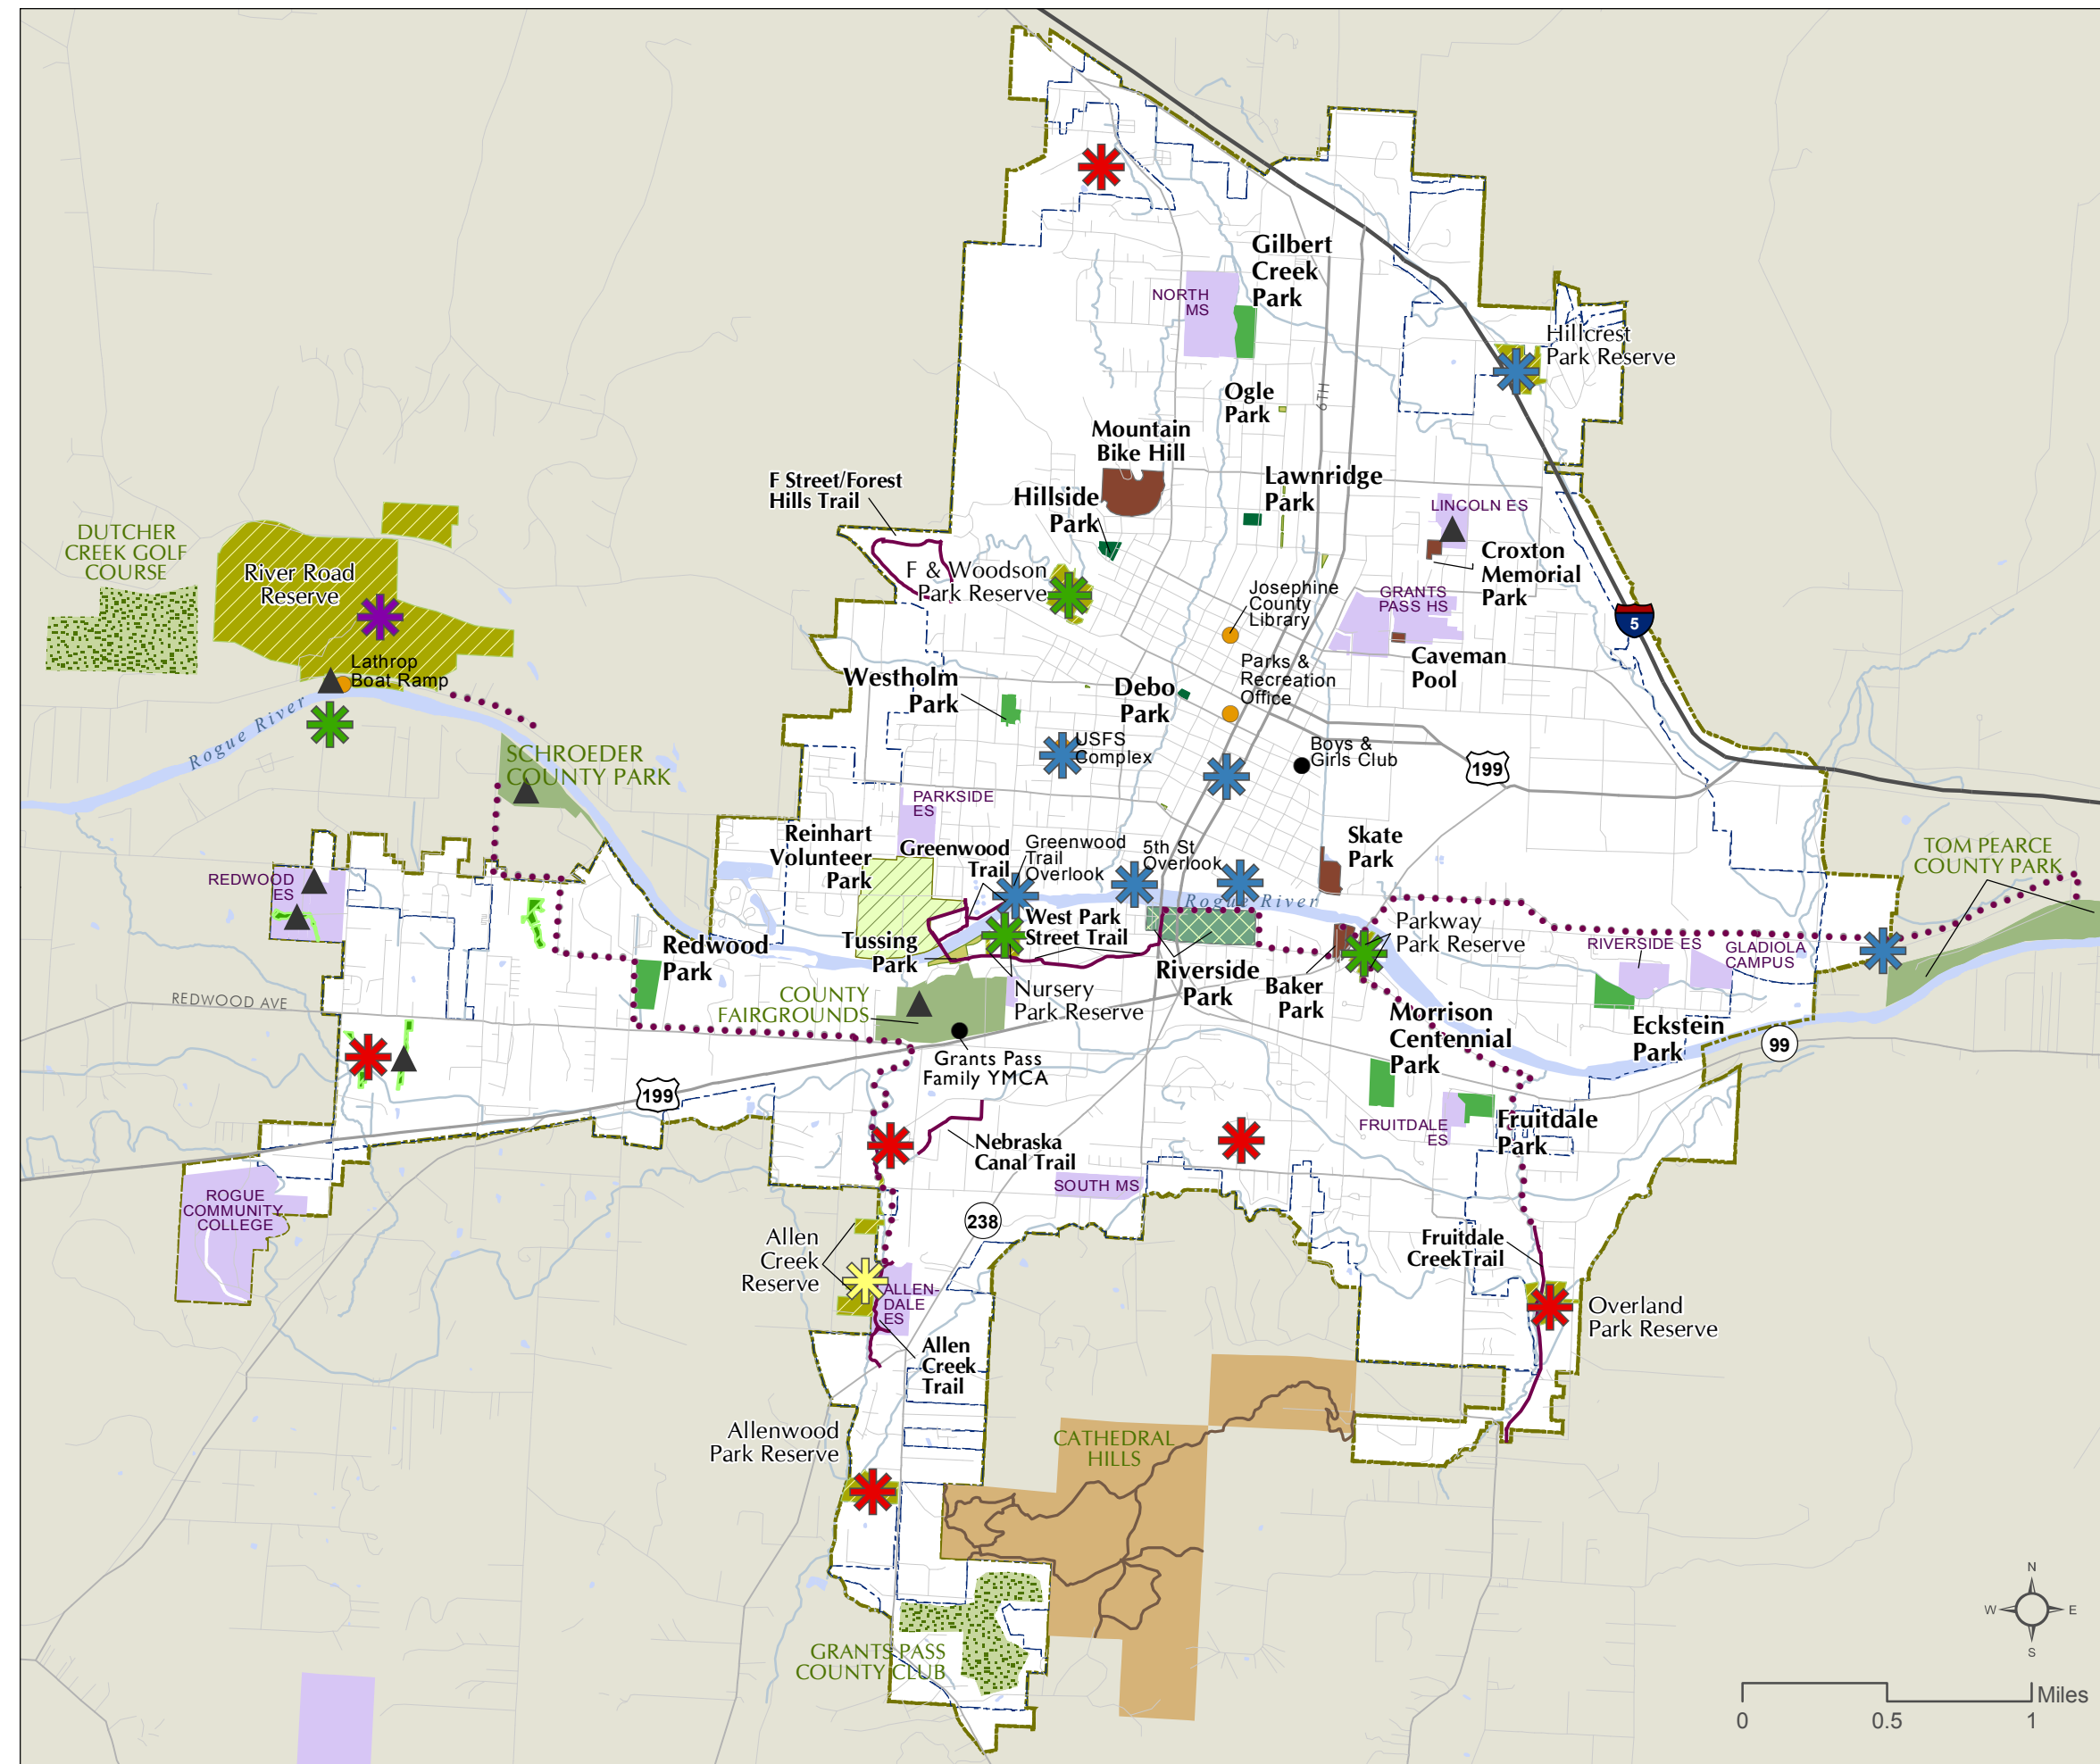 Gilbert
Creek
Park
NORTH
MS
Hillcrest
Park Reserve
Ogle
Park
6TH
Mountain
Bike Hill
F Street/Forest
Hills Trail
Hillside
Park
Lawnridge
Park
LINCOLN ES
Croxton
Memorial
Park
DUTCHER
CREEK GOLF
COURSE
River Road
Reserve
F & Woodson
Park Reserve
Josephine
County
Library
GRANTS
PASS HS
5
Caveman
Pool
Lathrop
Boat Ramp
Westholm
Park
Debo
Park
Parks &
Recreation
Office
Rogue River
SCHROEDER
COUNTY PARK
USFS
Complex
Boys &
Girls Club
199
PARKSIDE
ES
Reinhart
Volunteer
Park
Greenwood
Trail
Greenwood
Trail
Overlook
5th St
Overlook
Skate
Park
TOM PEARCE
COUNTY PARK
REDWOOD
ES
Rogue River
West Park
Street Trail
Parkway
Park Reserve
Redwood
Park
Tussing
Park
Riverside
Park
Baker
Park
RIVERSIDE ES
GLADIOLA
CAMPUS
REDWOOD AVE
COUNTY
FAIRGROUNDS
Nursery
Park Reserve
Morrison
Centennial
Park
Eckstein
Park
99
Grants Pass
Family YMCA
199
Nebraska
Canal Trail
FRUITDALE
ES
Fruitdale
Park
SOUTH MS
ROGUE
COMMUNITY
COLLEGE
238
Allen
Creek
Reserve
Fruitdale
CreekTrail
ALLEN-
DALE
ES
Overland
Park Reserve
Allen
Creek
Trail
Allenwood
Park Reserve
CATHEDRAL
HILLS
GRANTS PASS
COUNTY CLUB
N
W
E
S
Miles
0
0.5
1